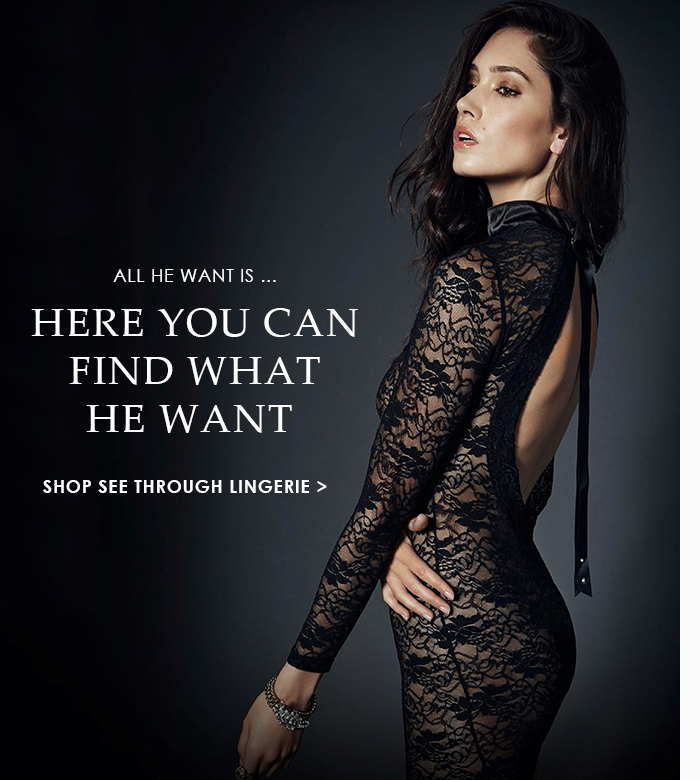 ALL HE WANT IS ...
HERE YOU CAN
FIND WHAT
HE WANT
SHOP SEE THROUGH LINGERIE >